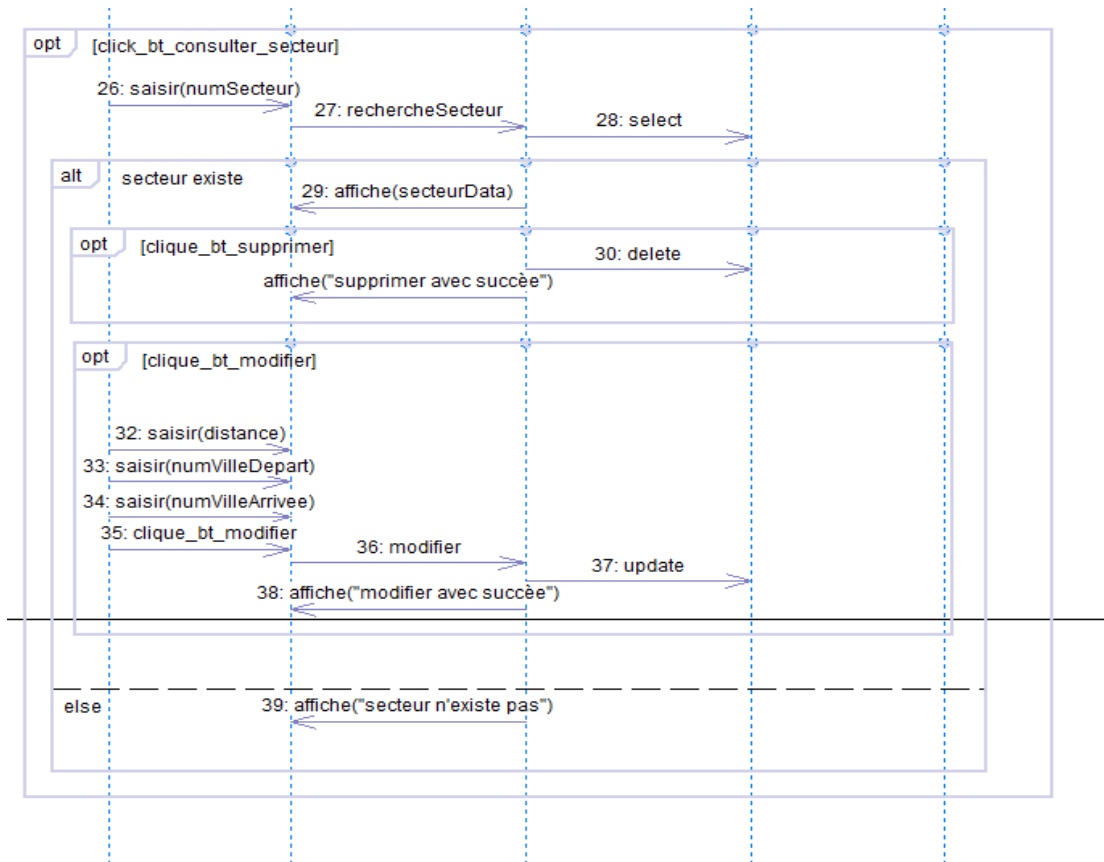 opt [click_bt_consulter_secteur]
26: saisir(numSecteur)
27: rechercheSecteur
28: select
alt secteur existe
29: affiche(secteurData)
opt [clique_bt_supprimer]
30: delete
affiche("supprimer avec succèe")
opt [clique_bt_modifier]
32: saisir(distance)
33: saisir(numVilleDepart)
34: saisir(numVilleArrivee)
35: clique_bt_modifier
36: modifier
37: update
38: affiche("modifier avec succèe")
else
39: affiche("secteur n'existe pas")